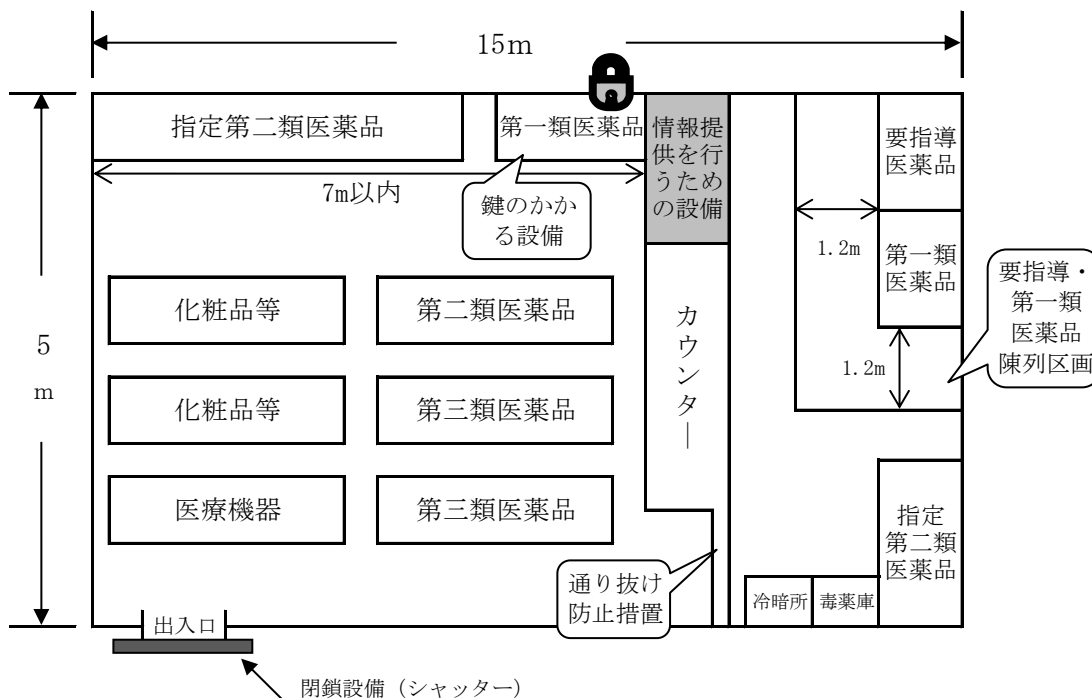 15m
指定第二類医薬品
第一類医薬品
情報提
供を行
うため
の設備
要指導
医薬品
7m以内
鍵のかか
る設備
1.2m
第一類
医薬品
要指導・
第一類
医薬品
陳列区画
5
m
化粧品等
第二類医薬品
カウンター
1.2m
化粧品等
第三類医薬品
医療機器
第三類医薬品
指定
第二類
医薬品
通り抜け
防止措置
冷暗所
毒薬庫
出入口
閉鎖設備（シャッター）